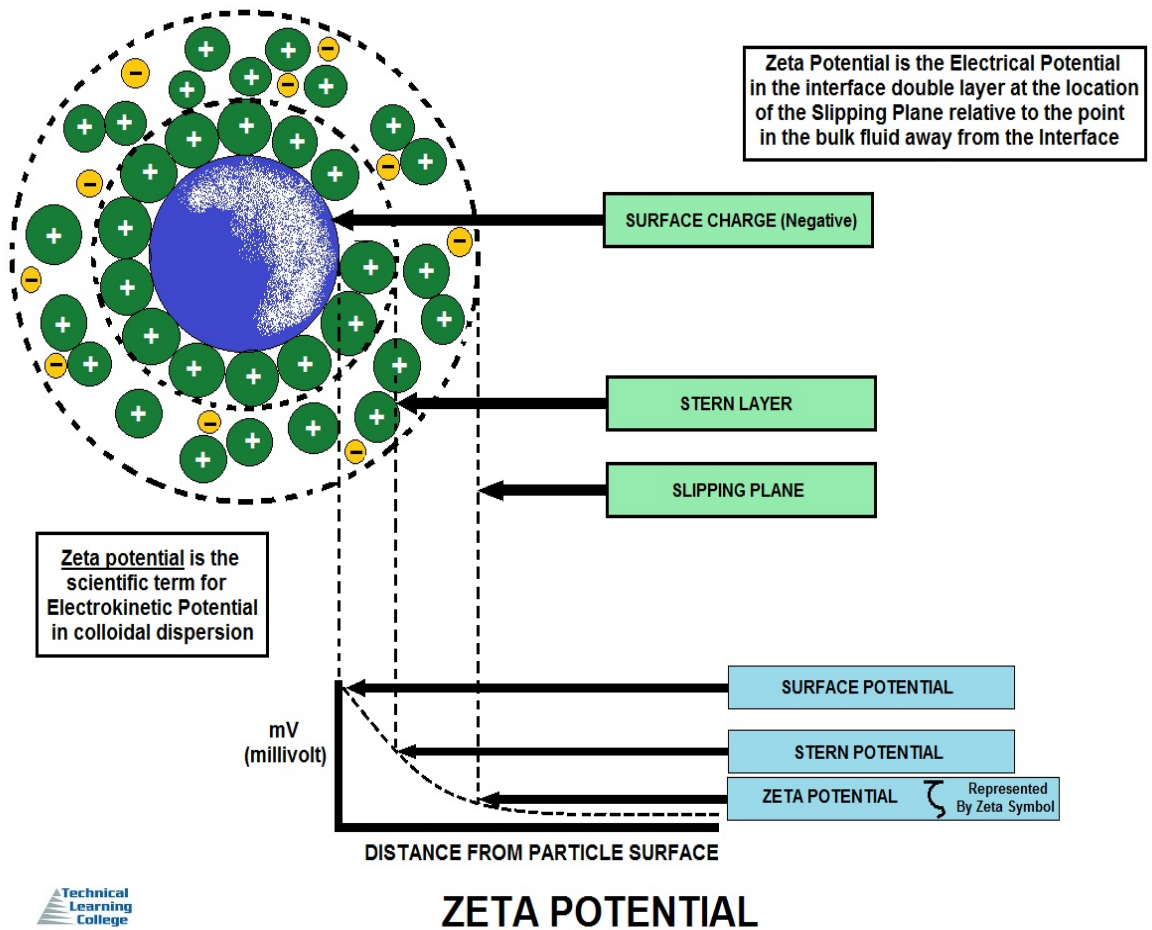 Zeta Potential is the Electrical Potential
in the interface double layer at the location
of the Slipping Plane relative to the point
in the bulk fluid away from the Interface
SURFACE CHARGE (Negative)
STERN LAYER
SLIPPING PLANE
Zeta potential is the
scientific term for
Electrokinetic Potential
in colloidal dispersion
SURFACE POTENTIAL
mV
(millivolt)
STERN POTENTIAL
ZETA POTENTIAL
Represented
By Zeta Symbol
DISTANCE FROM PARTICLE SURFACE
Technical
Learning
College
ZETA POTENTIAL